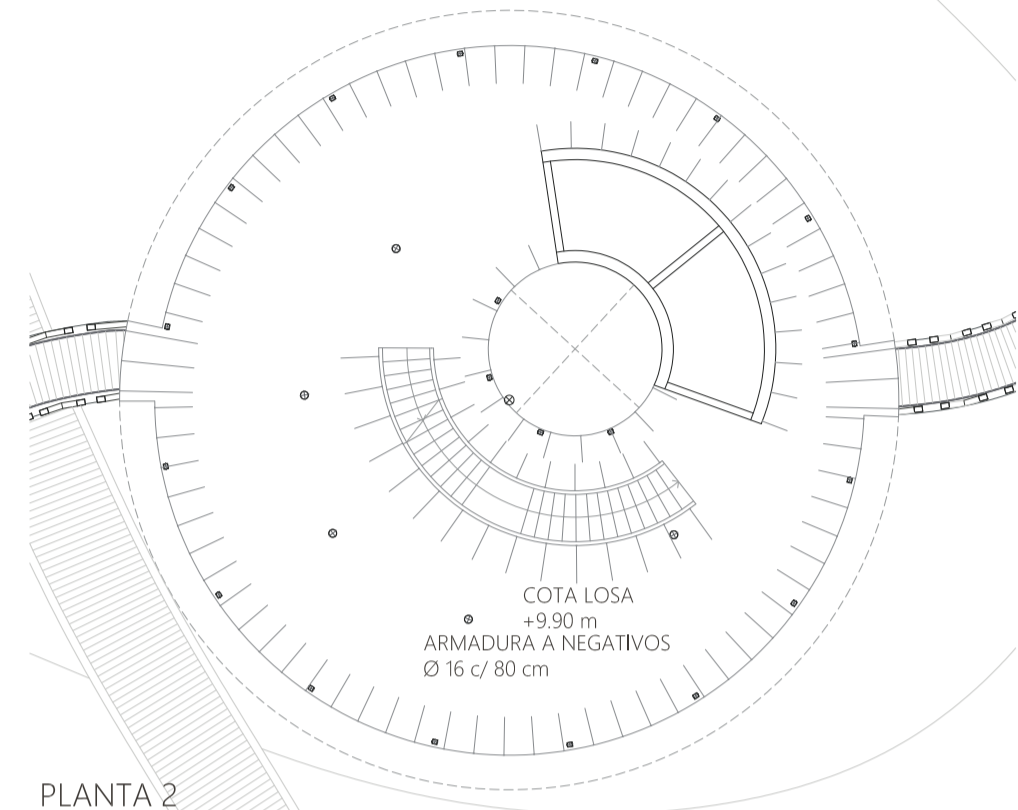 COTA LOSA
+9.90 m
ARMADURA A NEGATIVOS
Ø 16 c/ 80 cm
PLANTA 2